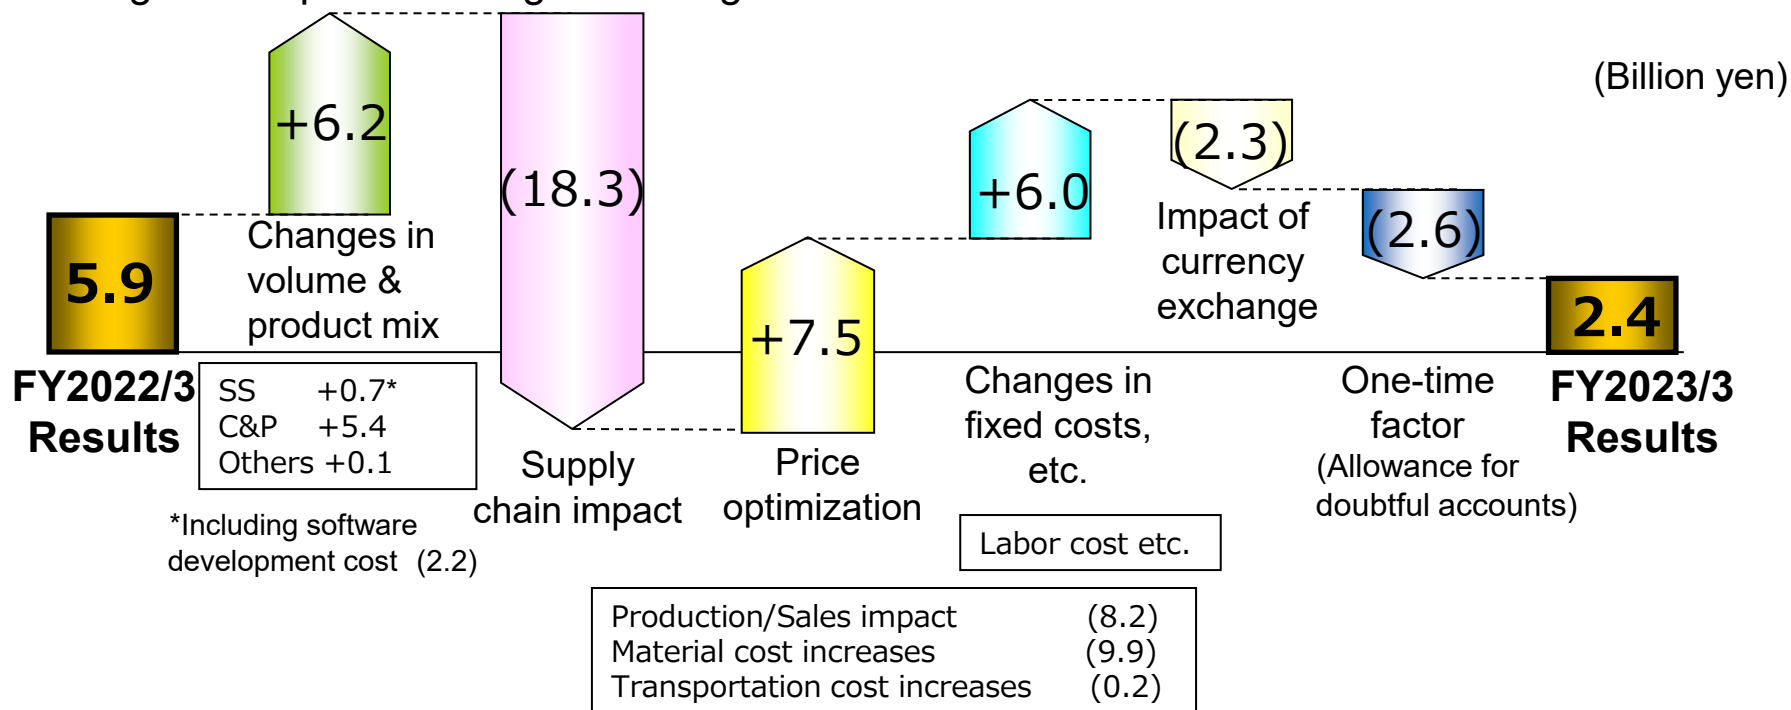 (Billion yen)
+6.2
(18.3)
+6.0
(2.3)
(2.6)
5.9
+7.5
2.4
Changes in
volume &
product mix
Impact of
currency
exchange
FY2022/3
Results
SS +0.7*
C&P +5.4
Others +0.1
*Including software
development cost (2.2)
Supply
chain impact
Price
optimization
Changes in
fixed costs,
etc.
Labor cost etc.
One-time
factor
(Allowance for
doubtful accounts)
FY2023/3
Results
Production/Sales impact (8.2)
Material cost increases (9.9)
Transportation cost increases (0.2)